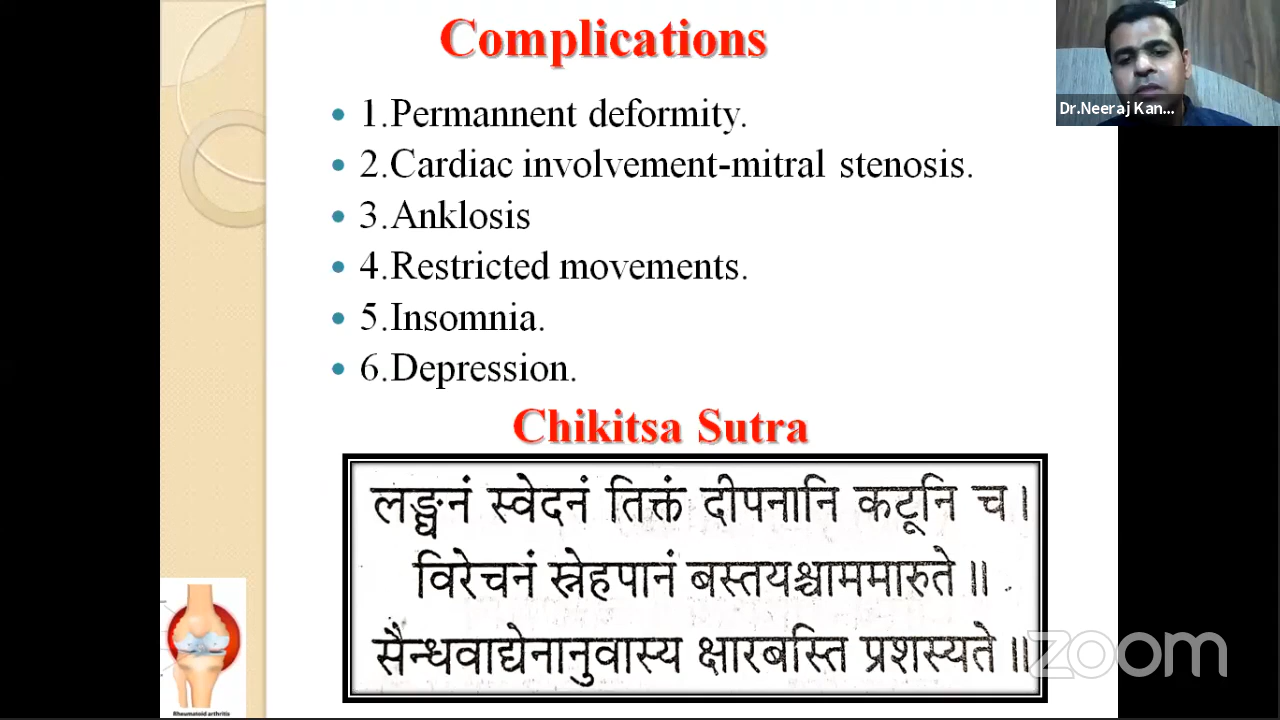 Complications
Dr.Neeraj Kan...
• 1.Permannent deformity.
• 2.Cardiac involvement-mitral stenosis.
• 3.Anklosis
• 4.Restricted movements.
• 5.Insomnia.
• 6.Depression.
Chikitsa Sutra
लङ्घनं स्वेदनं तिक्तं दीपनानि कटूनि च।
विरेचनं स्नेहपानं बस्तयश्चाममारुते॥
सैन्धवाद्येनानुवास्य क्षारबस्ति प्रशस्यते॥
zoom
Rheumatoid arthritis